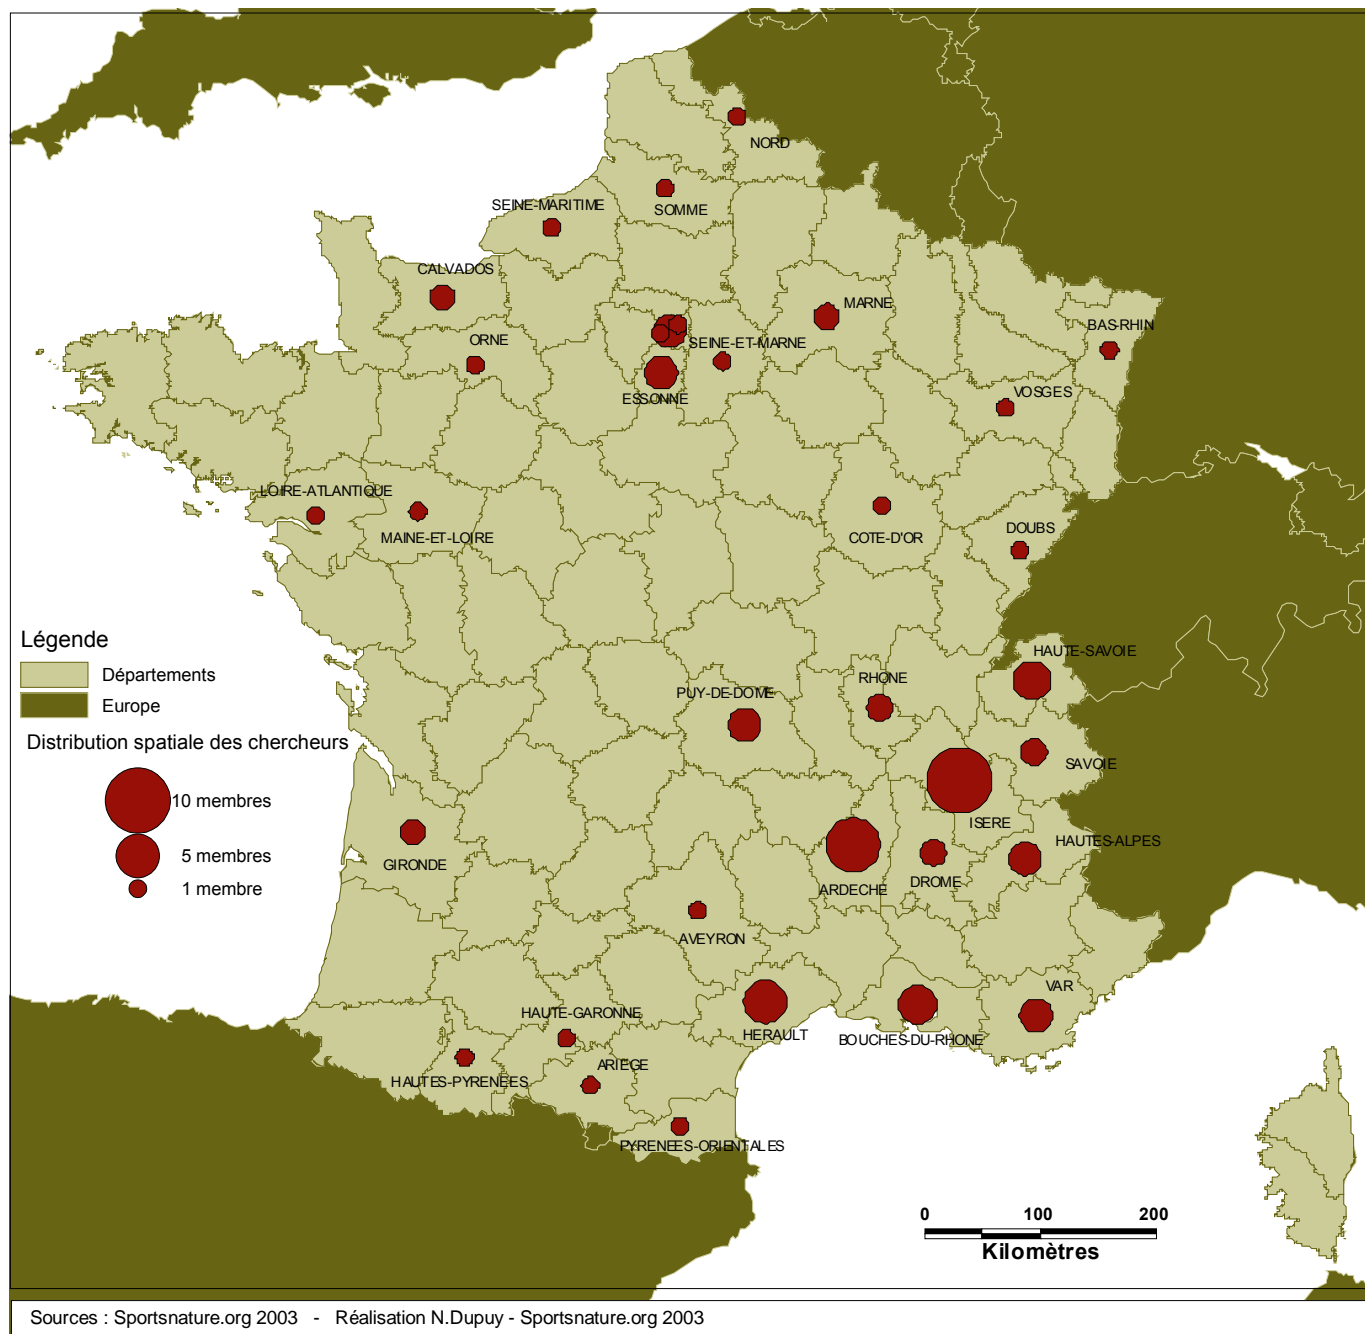 NORD
SOMME
SEINE-MARITIME
CALVADOS
MARNE
BAS-RHIN
ORNE
SEINE-ET-MARNE
ESSONNE
VOSGES
LOIRE-ATLANTIQUE
MAINE-ET-LOIRE
COTE-D'OR
DOUBS
Légende
Départements
Europe
Distribution spatiale des chercheurs
10 membres
5 membres
1 membre
HAUTE-SAVOIE
RHONE
PUY-DE-DOME
SAVOIE
ISERE
HAUTES-ALPES
GIRONDE
ARDECHE
DROME
AVEYRON
VAR
HAUTE-GARONNE
HERAULT
BOUCHES-DU-RHONE
ARIEGE
HAUTES-PYRENEES
PYRENEES-ORIENTALES
0 100 200
Kilomètres
Sources : Sportsnature.org 2003 - Réalisation N.Dupuy - Sportsnature.org 2003